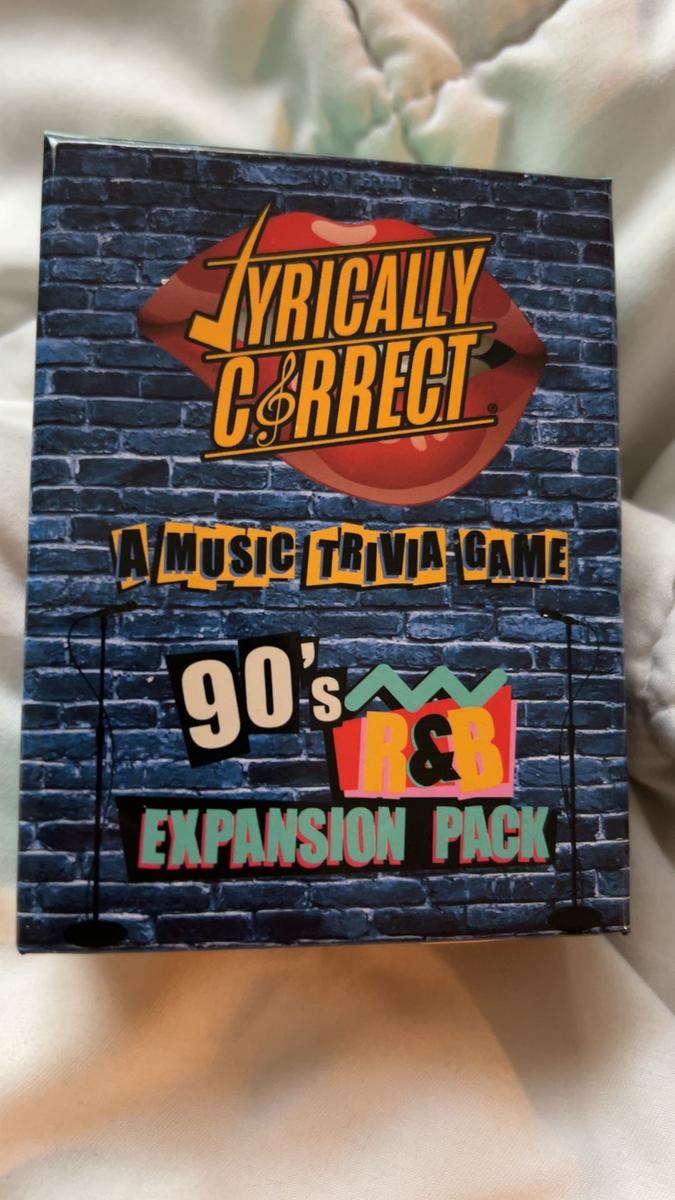 LYRICALLY
CORRECT®
A MUSIC TRIVIA GAME
90's
R&B
EXPANSION PACK